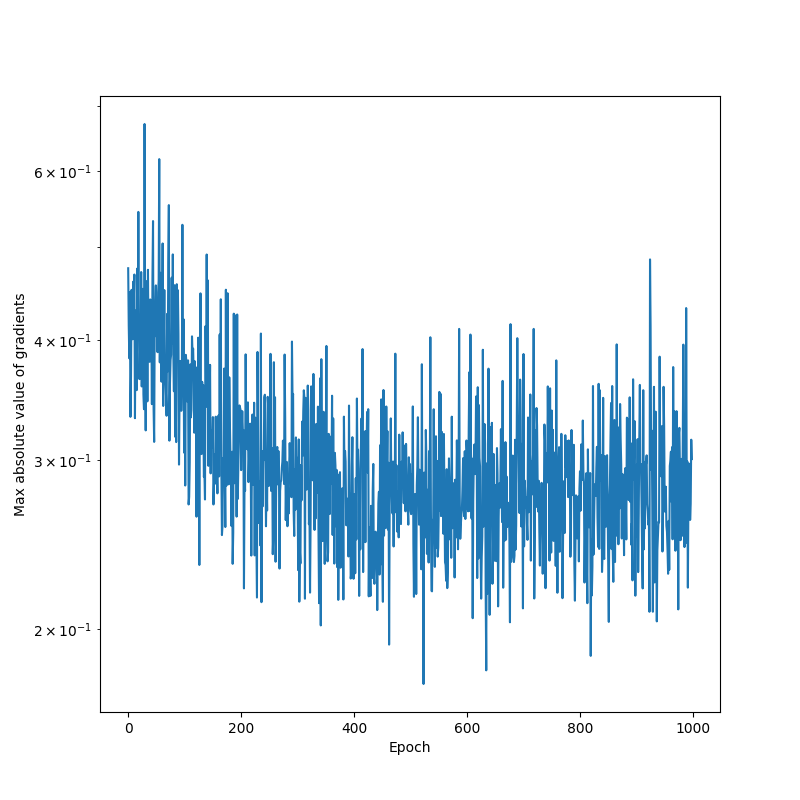 6 × 10⁻¹
4 × 10⁻¹
3 × 10⁻¹
2 × 10⁻¹
Max absolute value of gradients
0 200 400 600 800 1000
Epoch